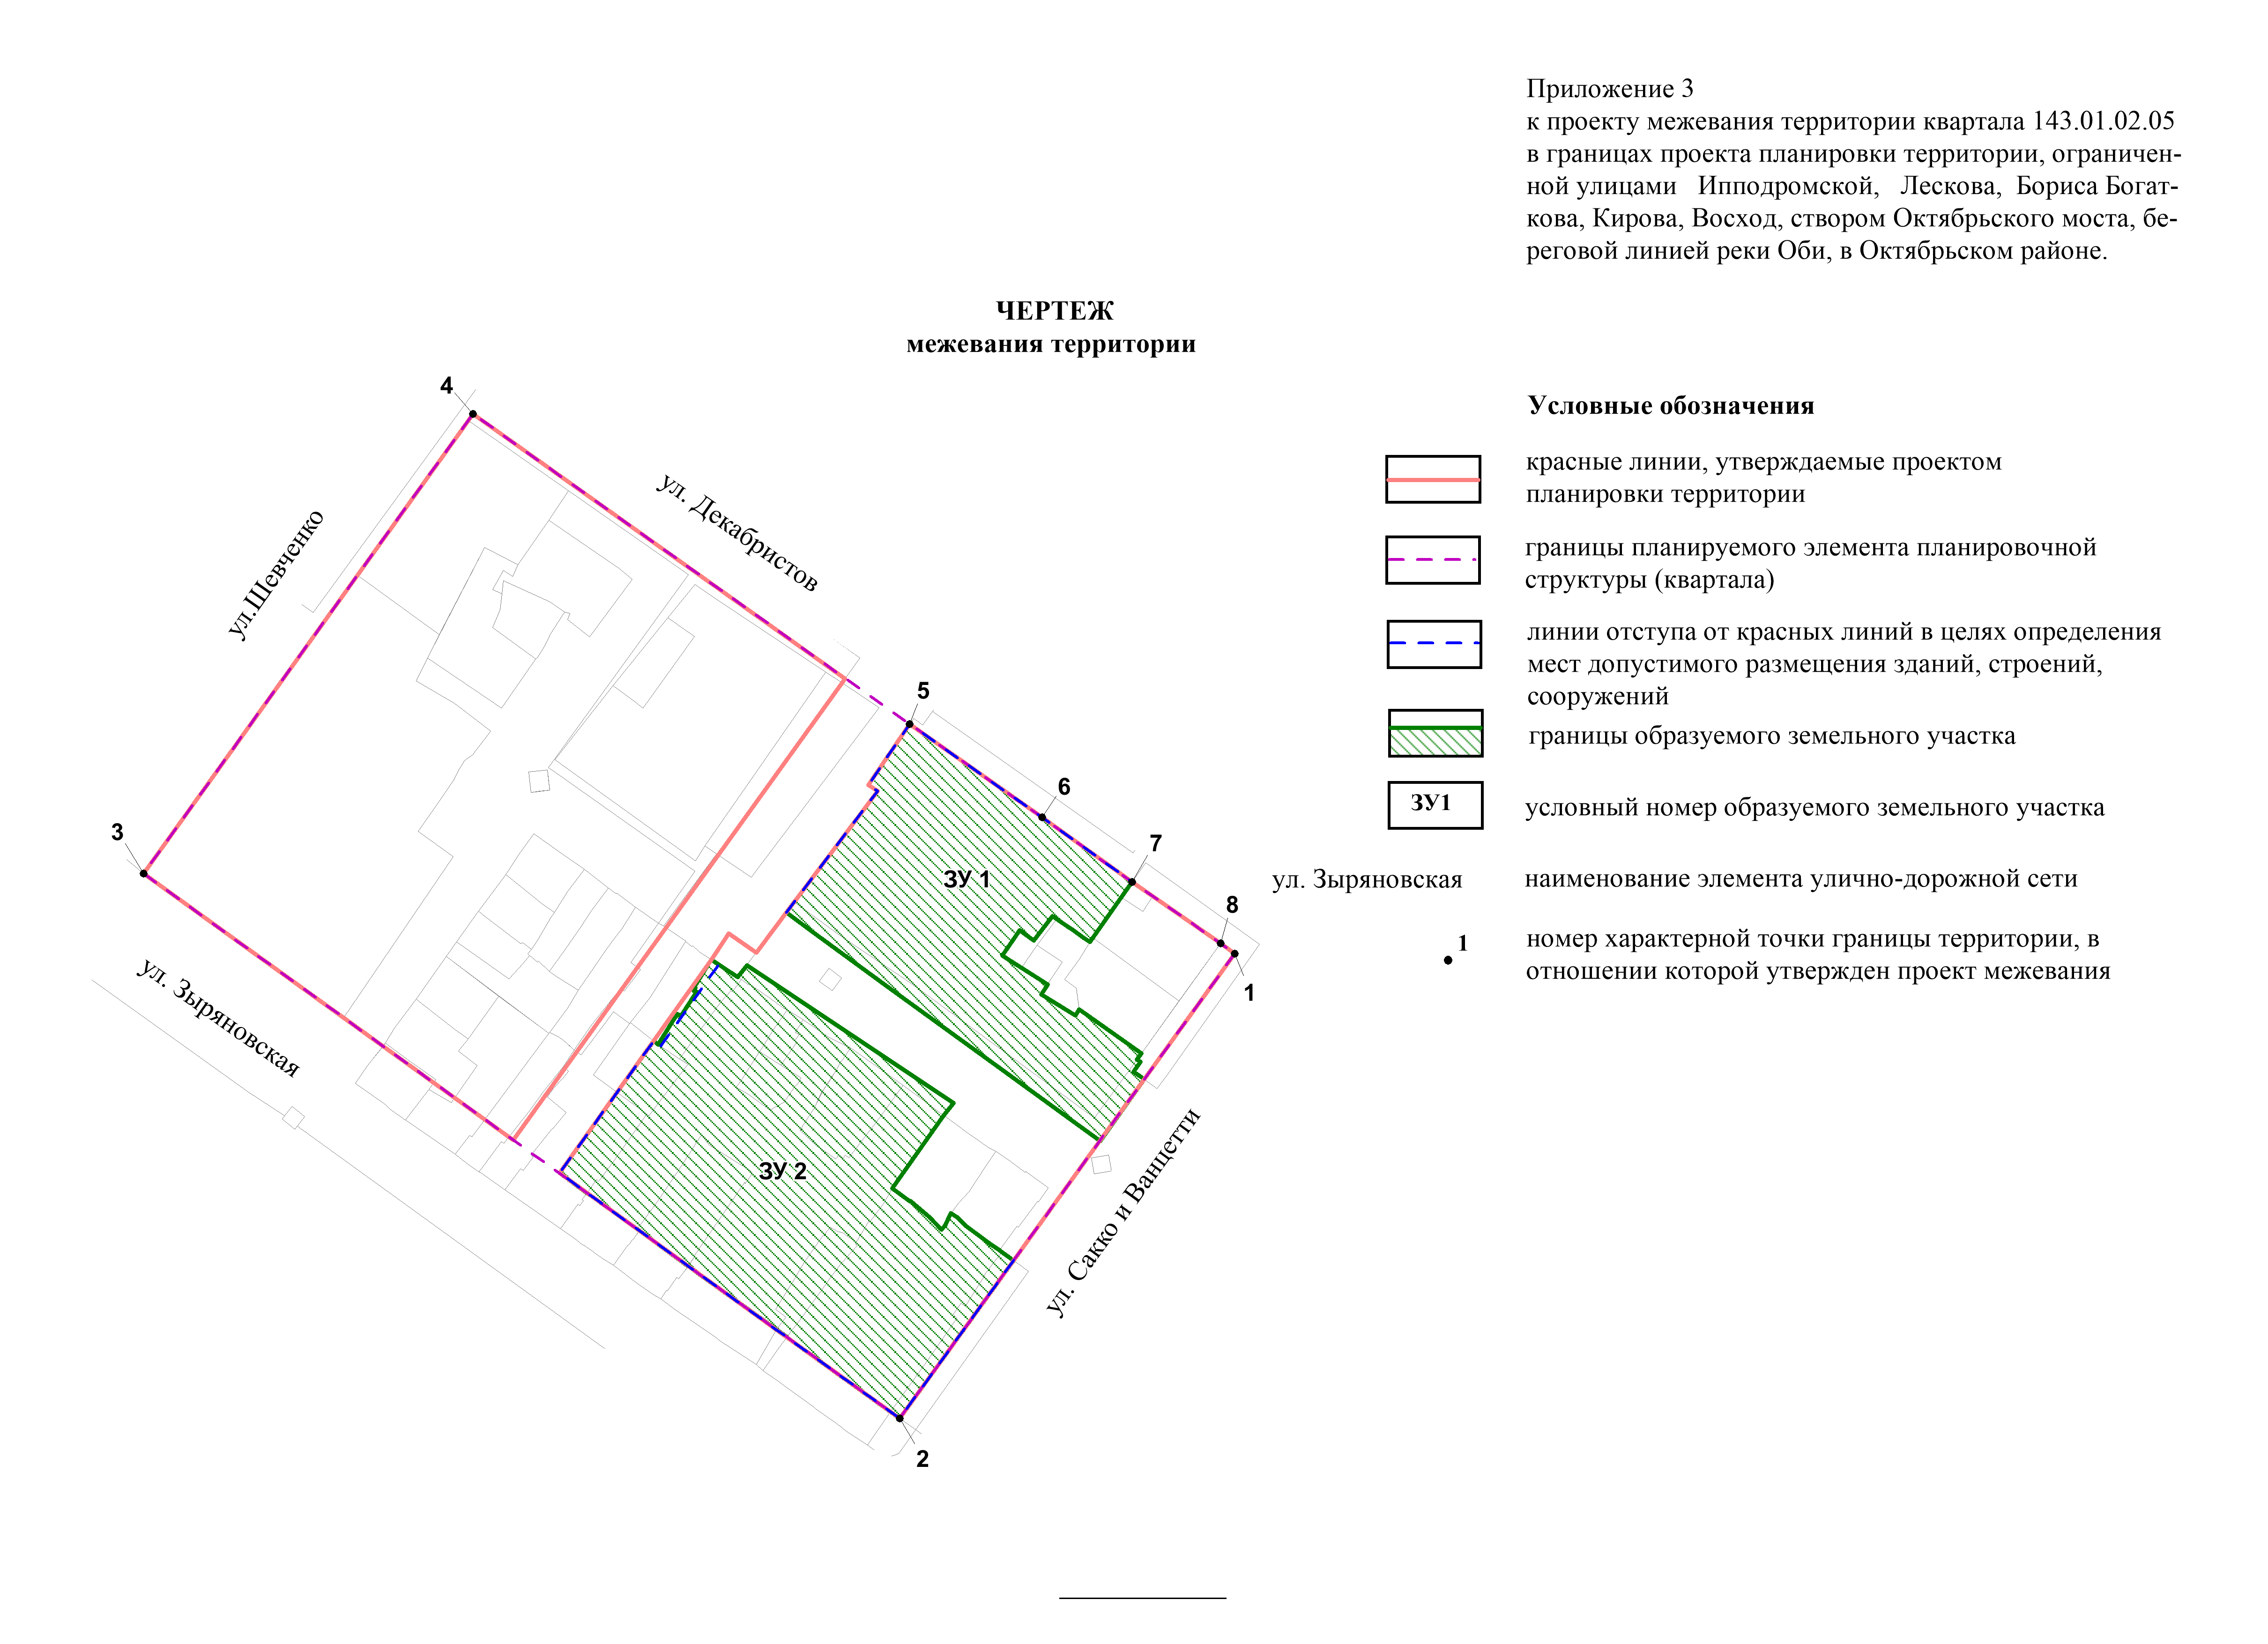 Приложение 3
к проекту межевания территории квартала 143.01.02.05
в границах проекта планировки территории, ограничен-
ной улицами Ипподромской, Лескова, Бориса Богат-
кова, Кирова, Восход, створом Октябрьского моста, бе-
реговой линией реки Оби, в Октябрьском районе.
ЧЕРТЕЖ
межевания территории
Условные обозначения
красные линии, утверждаемые проектом
планировки территории
границы планируемого элемента планировочной
структуры (квартала)
линии отступа от красных линий в целях определения
мест допустимого размещения зданий, строений,
сооружений
границы образуемого земельного участка
ЗУ1
условный номер образуемого земельного участка
ул. Зыряновская
наименование элемента улично-дорожной сети
1
номер характерной точки границы территории, в
отношении которой утвержден проект межевания
4
ул. Декабристов
ул.Шевченко
5
6
7
3
ЗУ 1
8
1
ул. Зыряновская
ЗУ 2
ул. Сакко и Ванцетти
2